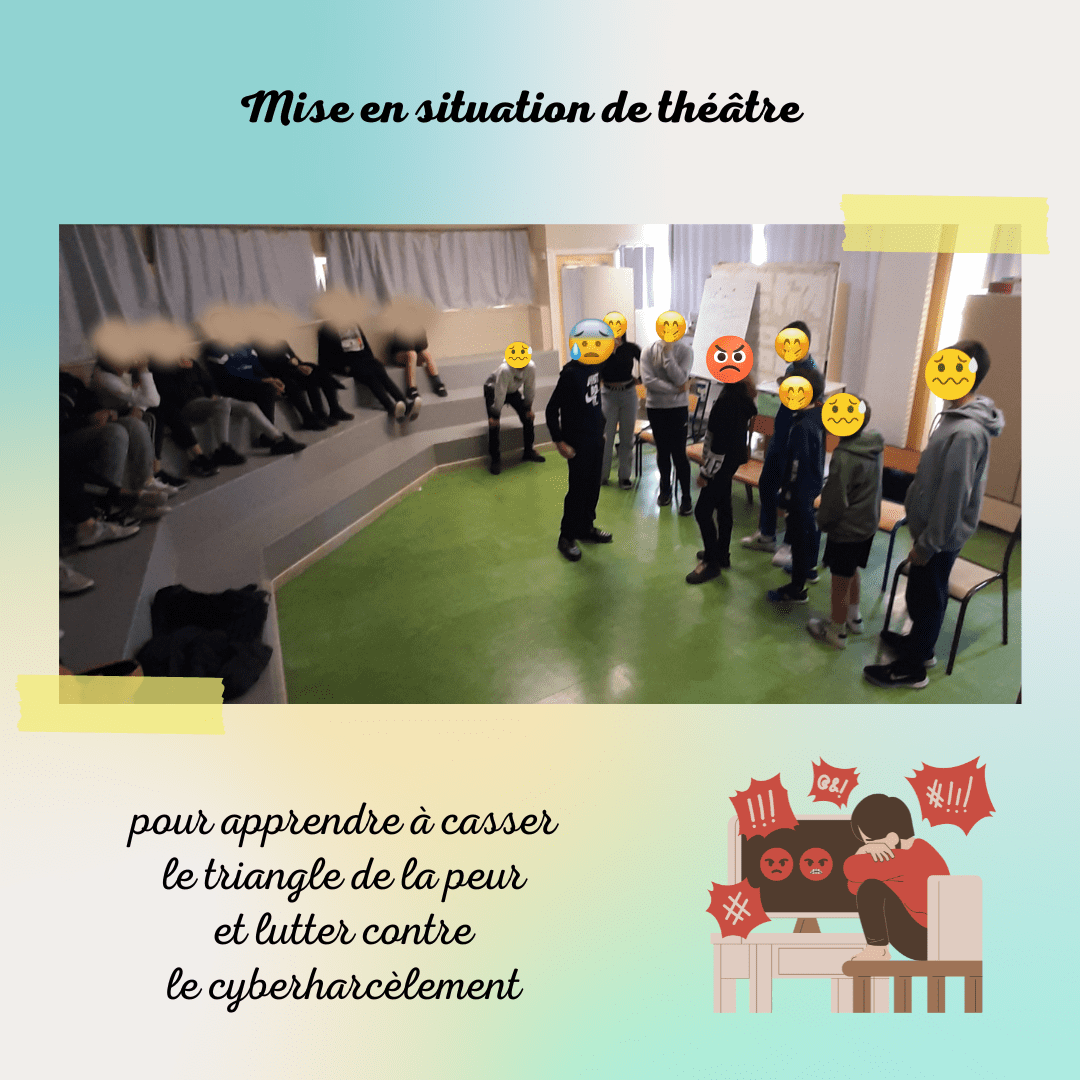 Mise en situation de théâtre
pour apprendre à casser
le triangle de la peur
et lutter contre
le cyberharcèlement
!!!
@&!
#!¡!
#